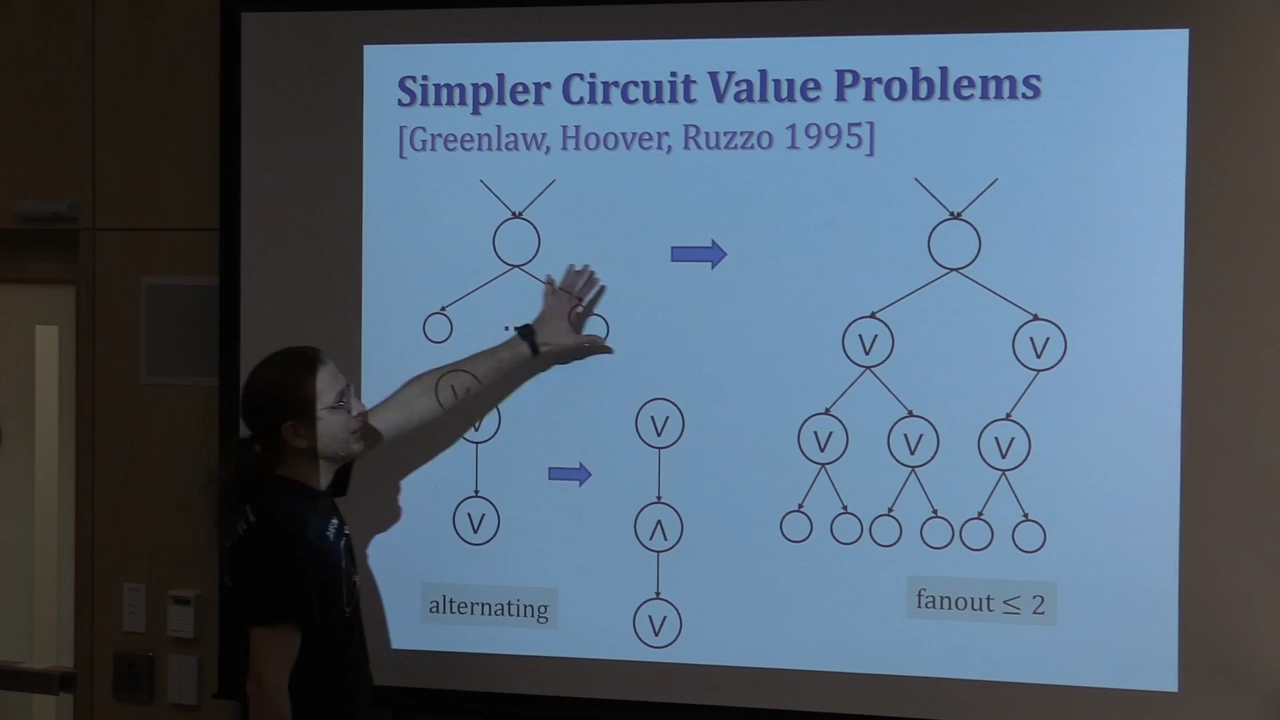 Simpler Circuit Value Problems
[Greenlaw, Hoover, Ruzzo 1995]
∨ ∨
∨ ∨
∨ ∨ ∨ ∨
∨ ∧
∨
alternating
fanout ≤ 2